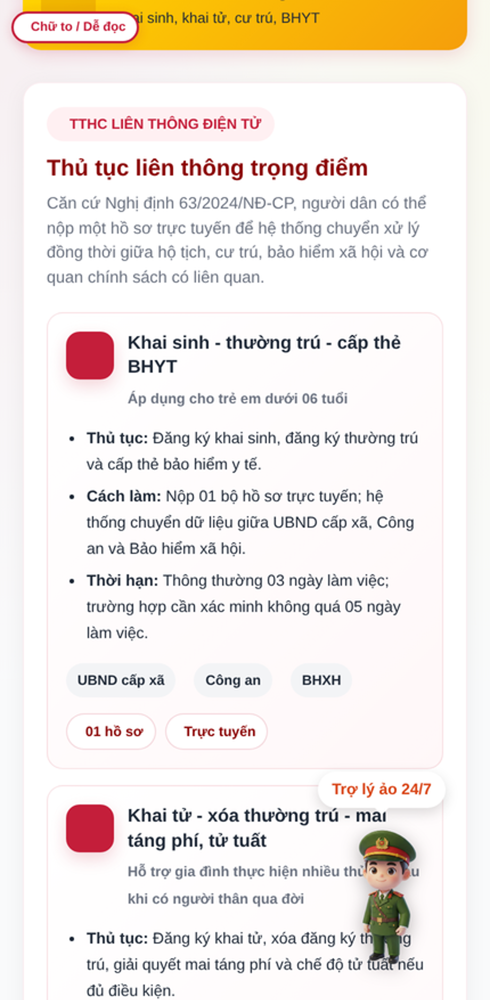 ai sinh, khai tử, cư trú, BHYT
Chữ to / Dễ đọc
TTHC LIÊN THÔNG ĐIỆN TỬ
Thủ tục liên thông trọng điểm
Căn cứ Nghị định 63/2024/NĐ-CP, người dân có thể
nộp một hồ sơ trực tuyến để hệ thống chuyển xử lý
đồng thời giữa hộ tịch, cư trú, bảo hiểm xã hội và cơ
quan chính sách có liên quan.
Khai sinh - thường trú - cấp thẻ
BHYT
Áp dụng cho trẻ em dưới 06 tuổi
• Thủ tục: Đăng ký khai sinh, đăng ký thường trú
và cấp thẻ bảo hiểm y tế.
• Cách làm: Nộp 01 bộ hồ sơ trực tuyến; hệ
thống chuyển dữ liệu giữa UBND cấp xã, Công
an và Bảo hiểm xã hội.
• Thời hạn: Thông thường 03 ngày làm việc;
trường hợp cần xác minh không quá 05 ngày
làm việc.
UBND cấp xã Công an BHXH
01 hồ sơ Trực tuyến
Trợ lý ảo 24/7
Khai tử - xóa thường trú - mai
táng phí, tử tuất
Hỗ trợ gia đình thực hiện nhiều
khi có người thân qua đời
• Thủ tục: Đăng ký khai tử, xóa đăng ký
trú, giải quyết mai táng phí và chế độ tử tuất nếu
đủ điều kiện.